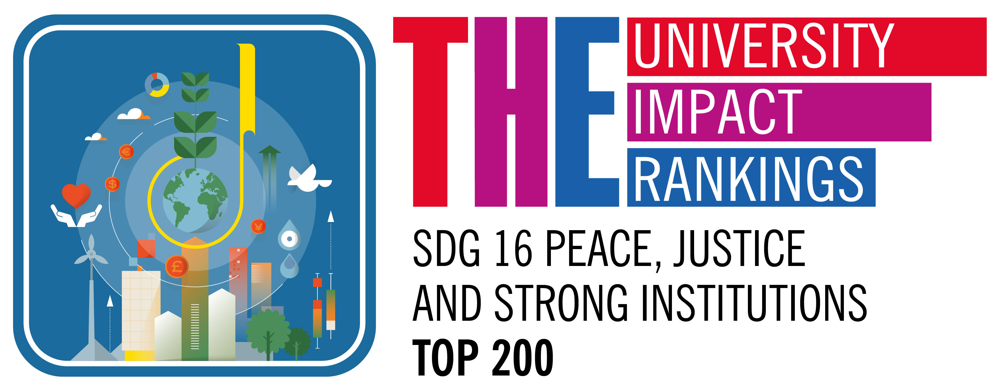 THE
UNIVERSITY
IMPACT
RANKINGS
SDG 16 PEACE, JUSTICE
AND STRONG INSTITUTIONS
TOP 200
€
$
¥
£